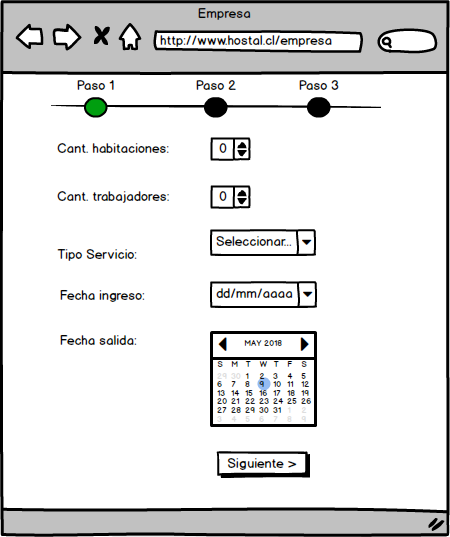 Empresa
http://www.hostal.cl/empresa
Paso 1 Paso 2 Paso 3
Cant. habitaciones: 0
Cant. trabajadores: 0
Tipo Servicio: Seleccionar...
Fecha ingreso: dd/mm/aaaa
Fecha salida:
MAY 2018
S M T W T F S
29 30 1 2 3 4 5
6 7 8 9 10 11 12
13 14 15 16 17 18 19
20 21 22 23 24 25 26
27 28 29 30 31 1 2
3 4 5 6 7 8 9
Siguiente >